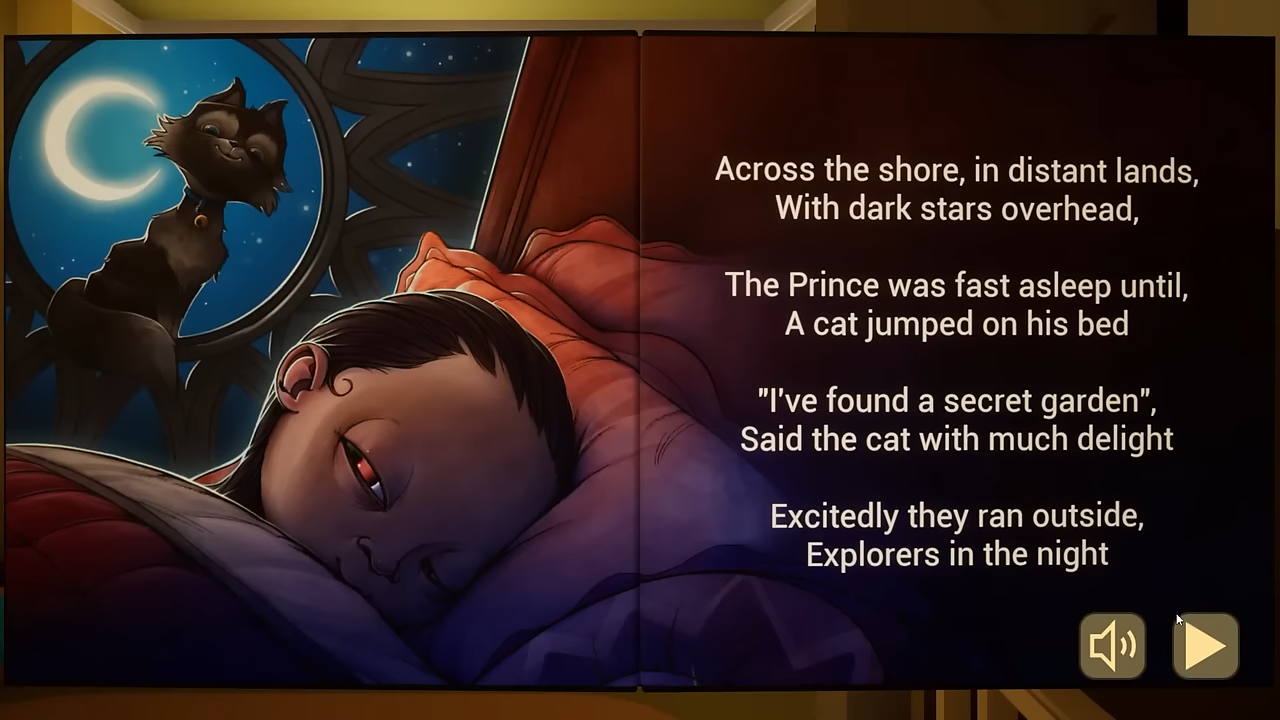 Across the shore, in distant lands,
With dark stars overhead,
The Prince was fast asleep until,
A cat jumped on his bed
"I've found a secret garden",
Said the cat with much delight
Excitedly they ran outside,
Explorers in the night